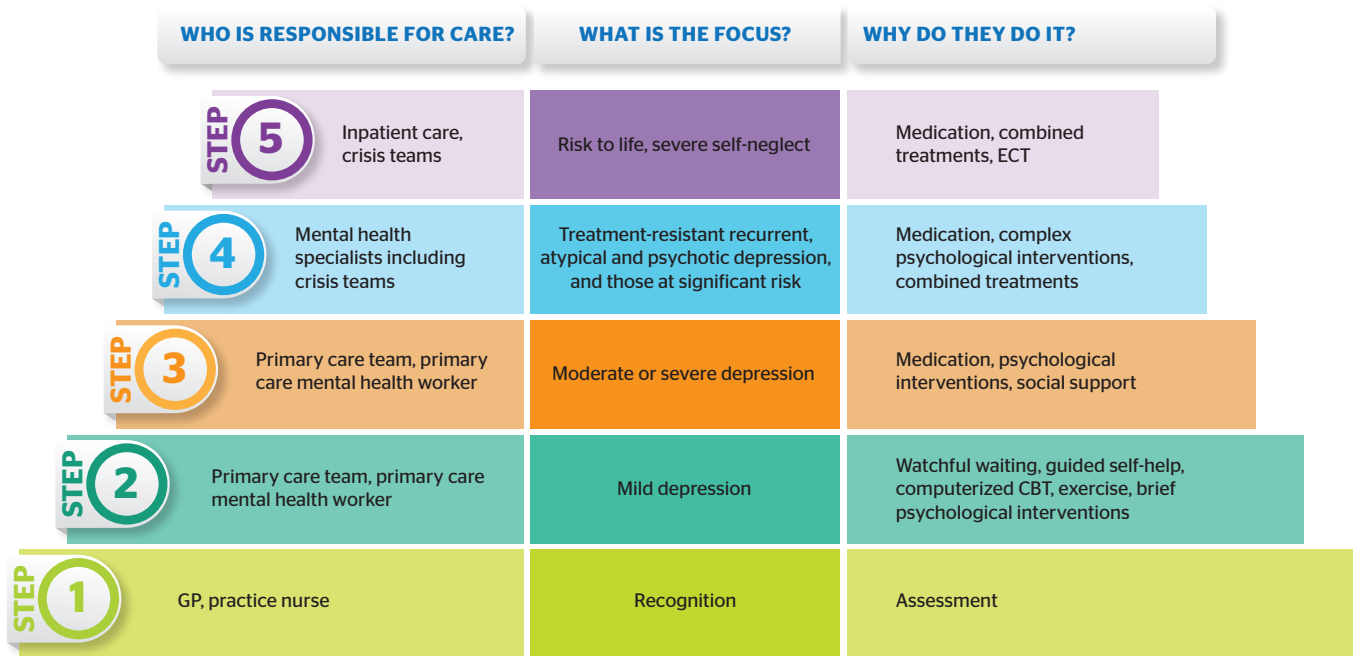 WHO IS RESPONSIBLE FOR CARE?
WHAT IS THE FOCUS?
WHY DO THEY DO IT?
STEP 5
Inpatient care,
crisis teams
Risk to life, severe self-neglect
Medication, combined
treatments, ECT
STEP 4
Mental health
specialists including
crisis teams
Treatment-resistant recurrent,
atypical and psychotic depression,
and those at significant risk
Medication, complex
psychological interventions,
combined treatments
STEP 3
Primary care team, primary
care mental health worker
Moderate or severe depression
Medication, psychological
interventions, social support
STEP 2
Primary care team, primary care
mental health worker
Mild depression
Watchful waiting, guided self-help,
computerized CBT, exercise, brief
psychological interventions
STEP 1
GP, practice nurse
Recognition
Assessment